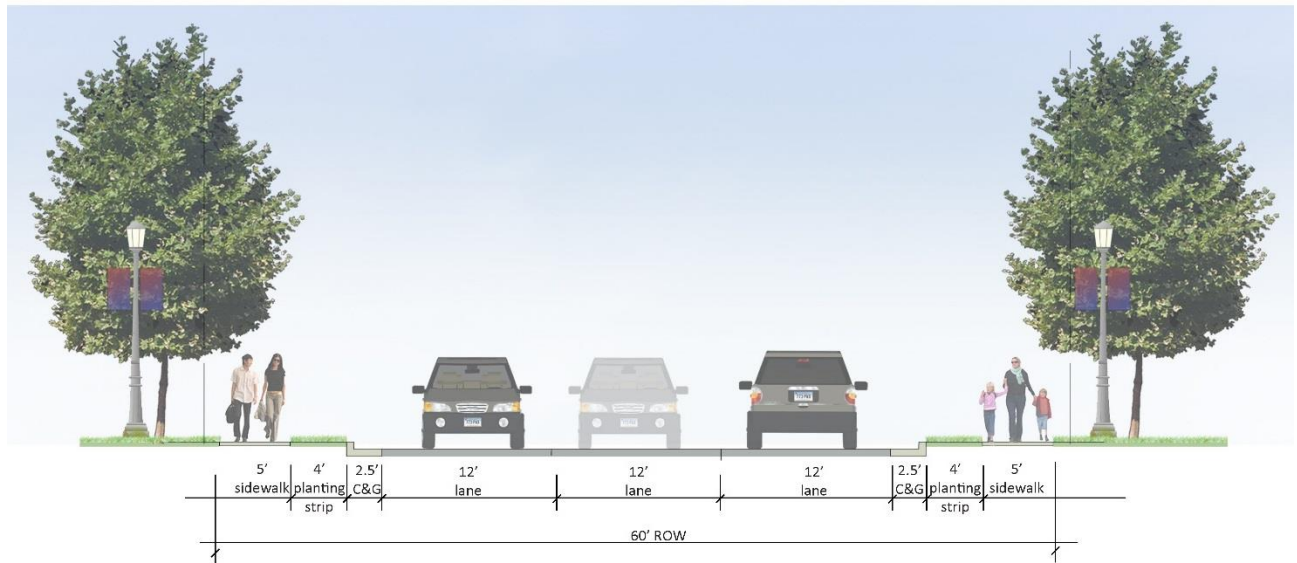 5' sidewalk
4' planting strip
2.5' C&G
12' lane
12' lane
12' lane
2.5' C&G
4' planting strip
5' sidewalk
60' ROW